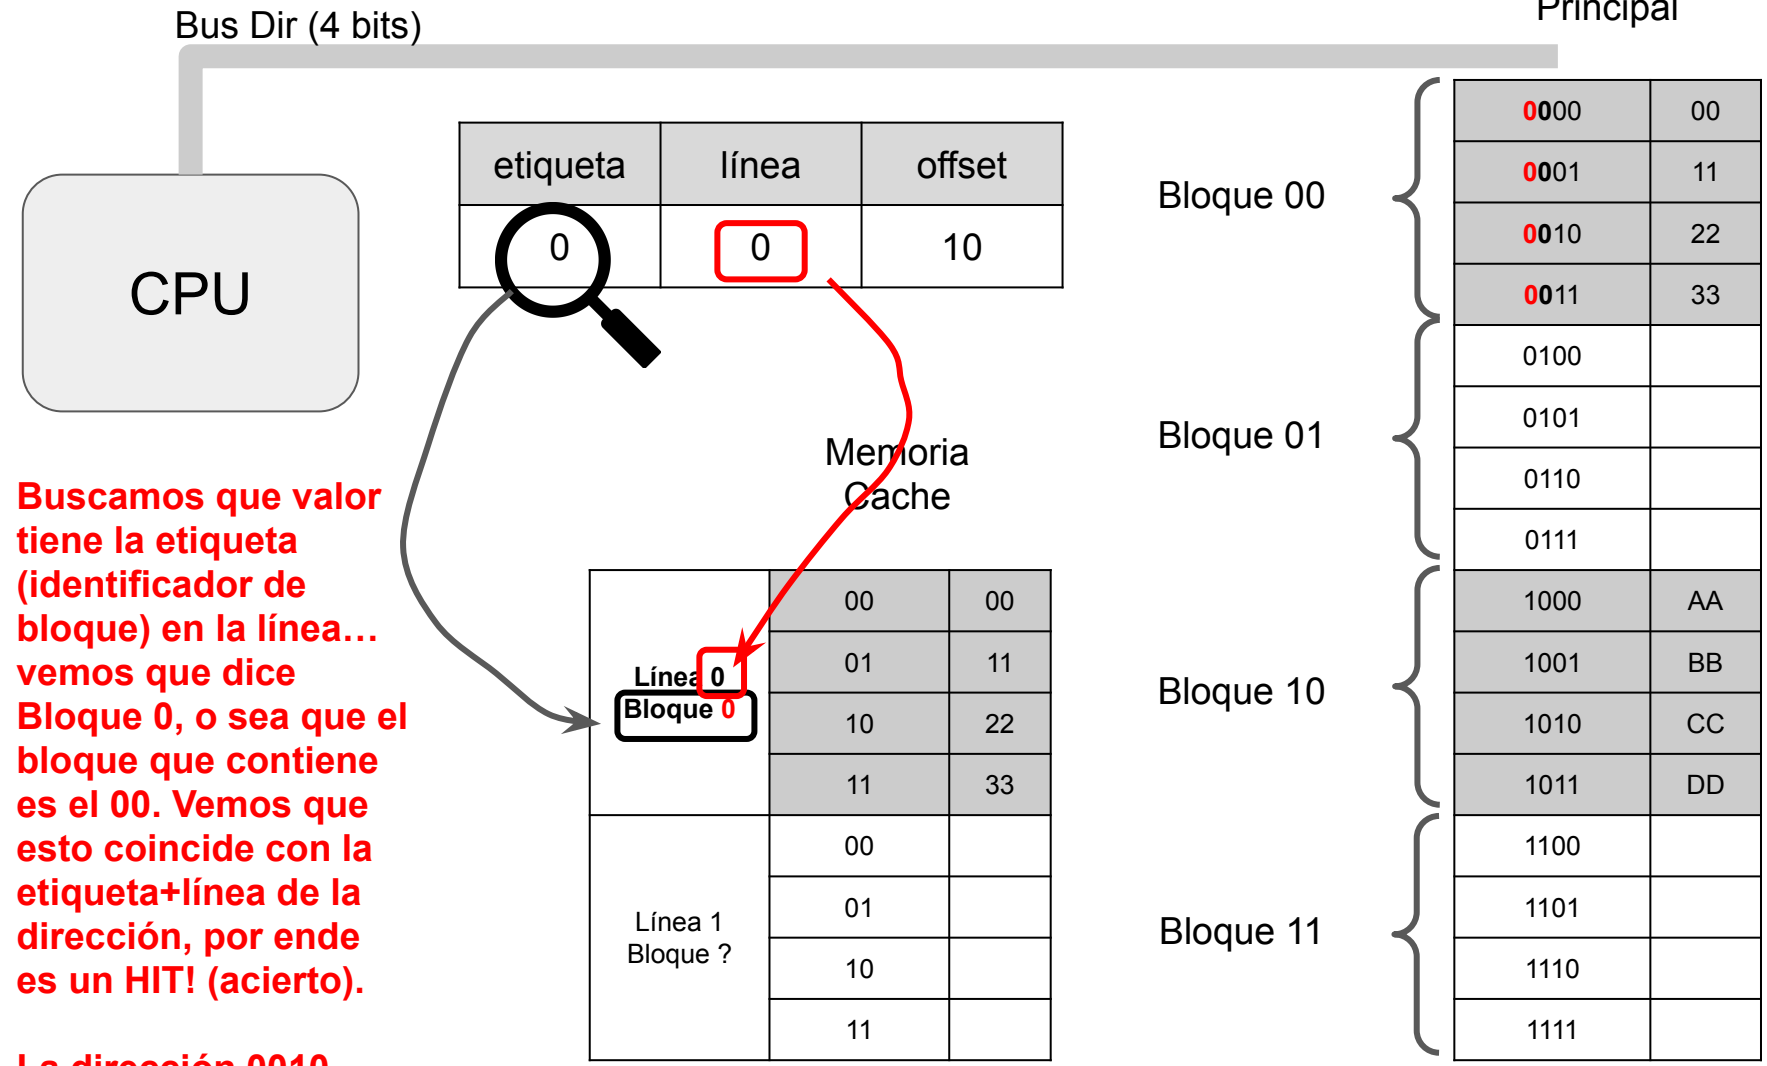 Principal
Bus Dir (4 bits)
etiqueta línea offset
0 0 10
CPU
Buscamos que valor
tiene la etiqueta
(identificador de
bloque) en la línea…
vemos que dice
Bloque 0, o sea que el
bloque que contiene
es el 00. Vemos que
esto coincide con la
etiqueta+línea de la
dirección, por ende
es un HIT! (acierto).
La dirección 0010
Memoria
Cache
Línea 0
Bloque 0
00 00
01 11
10 22
11 33
Línea 1
Bloque ?
00
01
10
11
Bloque 00
0000 00
0001 11
0010 22
0011 33
Bloque 01
0100
0101
0110
0111
Bloque 10
1000 AA
1001 BB
1010 CC
1011 DD
Bloque 11
1100
1101
1110
1111